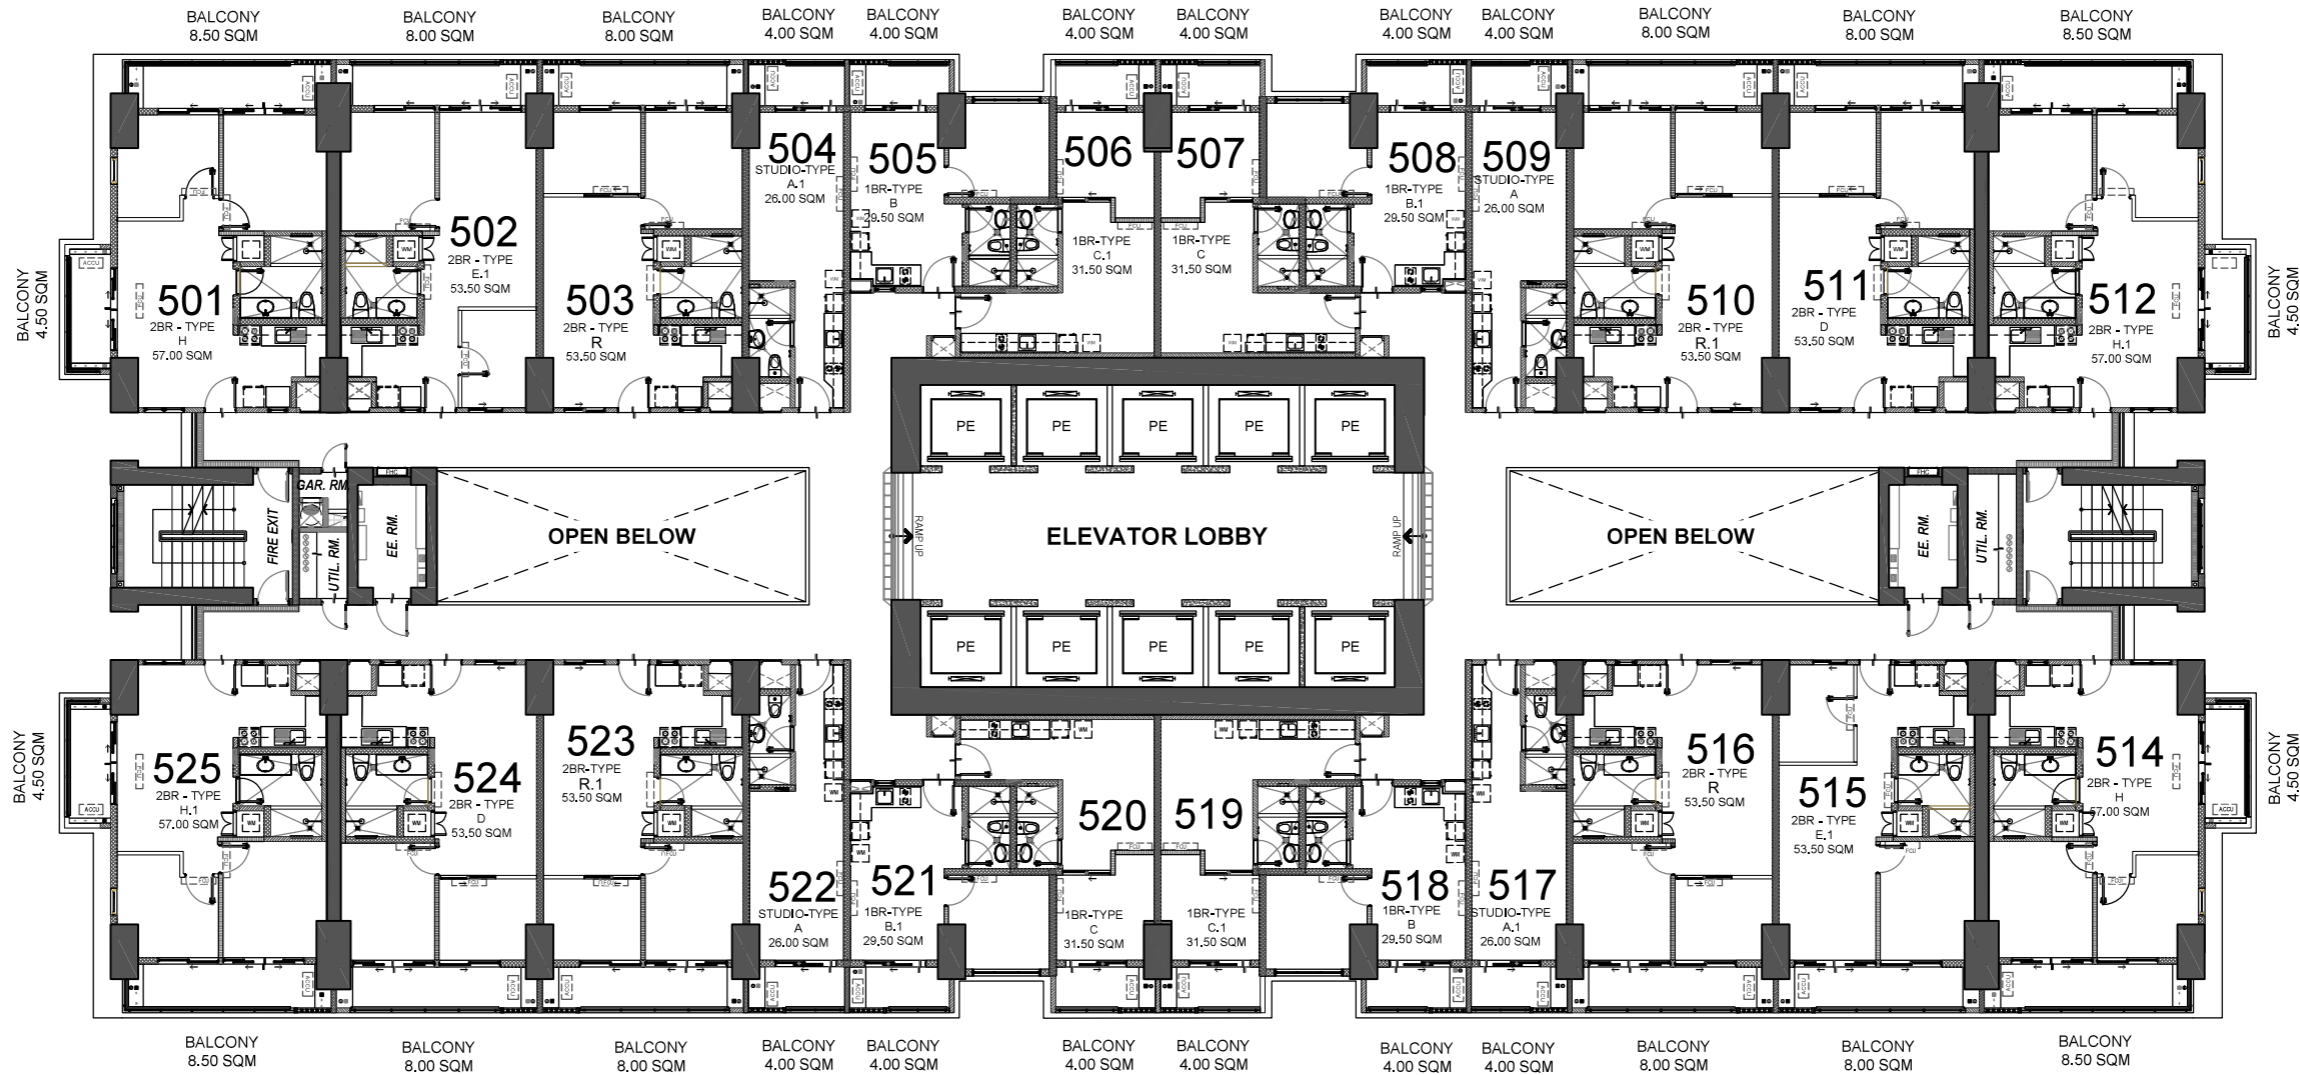 BALCONY
8.50 SQM
BALCONY
8.00 SQM
BALCONY
8.00 SQM
BALCONY
4.00 SQM
BALCONY
4.00 SQM
BALCONY
4.00 SQM
BALCONY
4.00 SQM
BALCONY
4.00 SQM
BALCONY
4.00 SQM
BALCONY
8.00 SQM
BALCONY
8.00 SQM
BALCONY
8.50 SQM
BALCONY
4.50 SQM
501
2BR - TYPE
H
57.00 SQM
502
2BR - TYPE
E.1
53.50 SQM
503
2BR - TYPE
R
53.50 SQM
504
STUDIO-TYPE
A.1
26.00 SQM
505
1BR-TYPE
B
29.50 SQM
506
1BR-TYPE
C.1
31.50 SQM
507
1BR-TYPE
C
31.50 SQM
508
1BR-TYPE
B.1
29.50 SQM
509
STUDIO-TYPE
A
26.00 SQM
510
2BR - TYPE
R.1
53.50 SQM
511
2BR - TYPE
D
53.50 SQM
512
2BR - TYPE
H.1
57.00 SQM
BALCONY
4.50 SQM
PE
PE
PE
PE
PE
FIRE EXIT
GAR. RM.
UTIL. RM.
FHC
EE. RM.
OPEN BELOW
RAMP UP
ELEVATOR LOBBY
RAMP UP
OPEN BELOW
FHC
EE. RM.
UTIL. RM.
PE
PE
PE
PE
PE
BALCONY
4.50 SQM
525
2BR - TYPE
H.1
57.00 SQM
524
2BR - TYPE
D
53.50 SQM
523
2BR-TYPE
R.1
53.50 SQM
522
STUDIO-TYPE
A
26.00 SQM
521
1BR-TYPE
B.1
29.50 SQM
520
1BR-TYPE
C
31.50 SQM
519
1BR-TYPE
C.1
31.50 SQM
518
1BR-TYPE
B
29.50 SQM
517
STUDIO-TYPE
A.1
26.00 SQM
516
2BR - TYPE
R
53.50 SQM
515
2BR - TYPE
E.1
53.50 SQM
514
2BR - TYPE
H
57.00 SQM
BALCONY
4.50 SQM
BALCONY
8.50 SQM
BALCONY
8.00 SQM
BALCONY
8.00 SQM
BALCONY
4.00 SQM
BALCONY
4.00 SQM
BALCONY
4.00 SQM
BALCONY
4.00 SQM
BALCONY
4.00 SQM
BALCONY
4.00 SQM
BALCONY
8.00 SQM
BALCONY
8.00 SQM
BALCONY
8.50 SQM